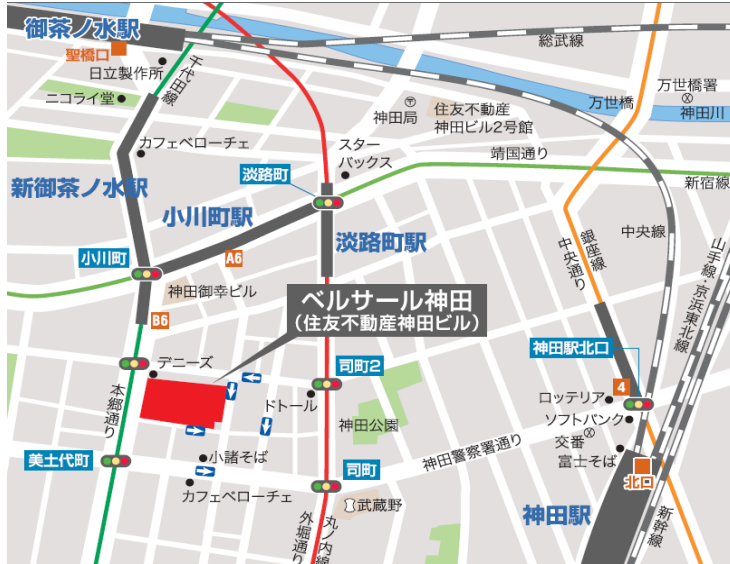 御茶ノ水駅
聖橋口
日立製作所
ニコライ堂
千代田線
カフェベローチェ
総武線
万世橋署
万世橋
神田川
神田局
住友不動産
神田ビル2号館
スター
バックス
靖国通り
新宿線
淡路町
新御茶ノ水駅
小川町駅
淡路町駅
小川町
A6
神田御幸ビル
B6
銀座線
中央通り
中央線
山手線・京浜東北線
ベルサール神田
(住友不動産神田ビル)
デニーズ
本郷通り
司町2
ドトール
神田公園
神田駅北口
4
ロッテリア
ソフトバンク
交番
富士そば
北口
美土代町
小諸そば
カフェベローチェ
司町
神田警察署通り
武蔵野
丸ノ内線
外堀通り
神田駅
新幹線